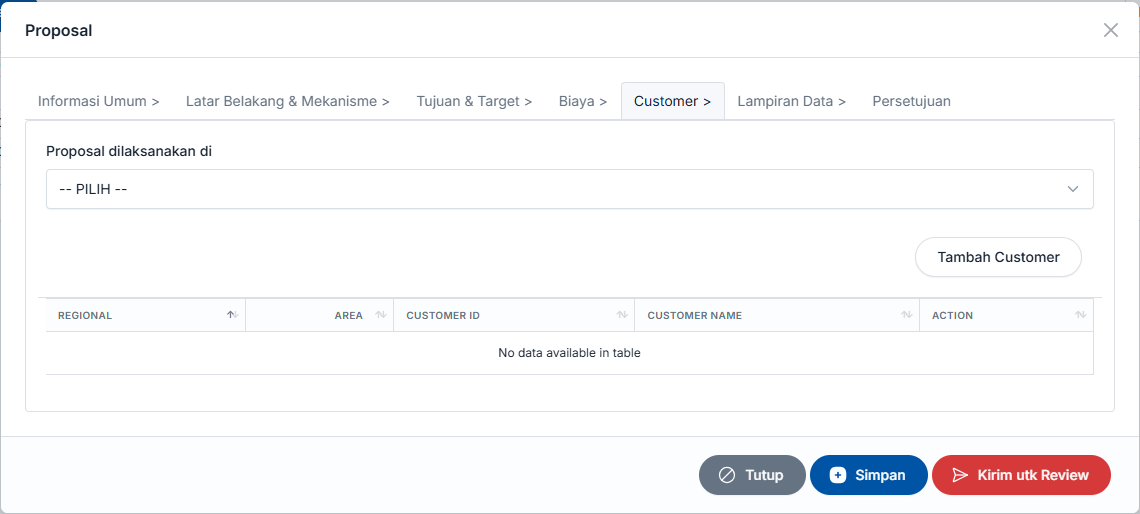 Proposal
Informasi Umum > Latar Belakang & Mekanisme > Tujuan & Target > Biaya > Customer > Lampiran Data > Persetujuan
Proposal dilaksanakan di
-- PILIH --
Tambah Customer
REGIONAL AREA CUSTOMER ID CUSTOMER NAME ACTION
No data available in table
Tutup Simpan Kirim utk Review